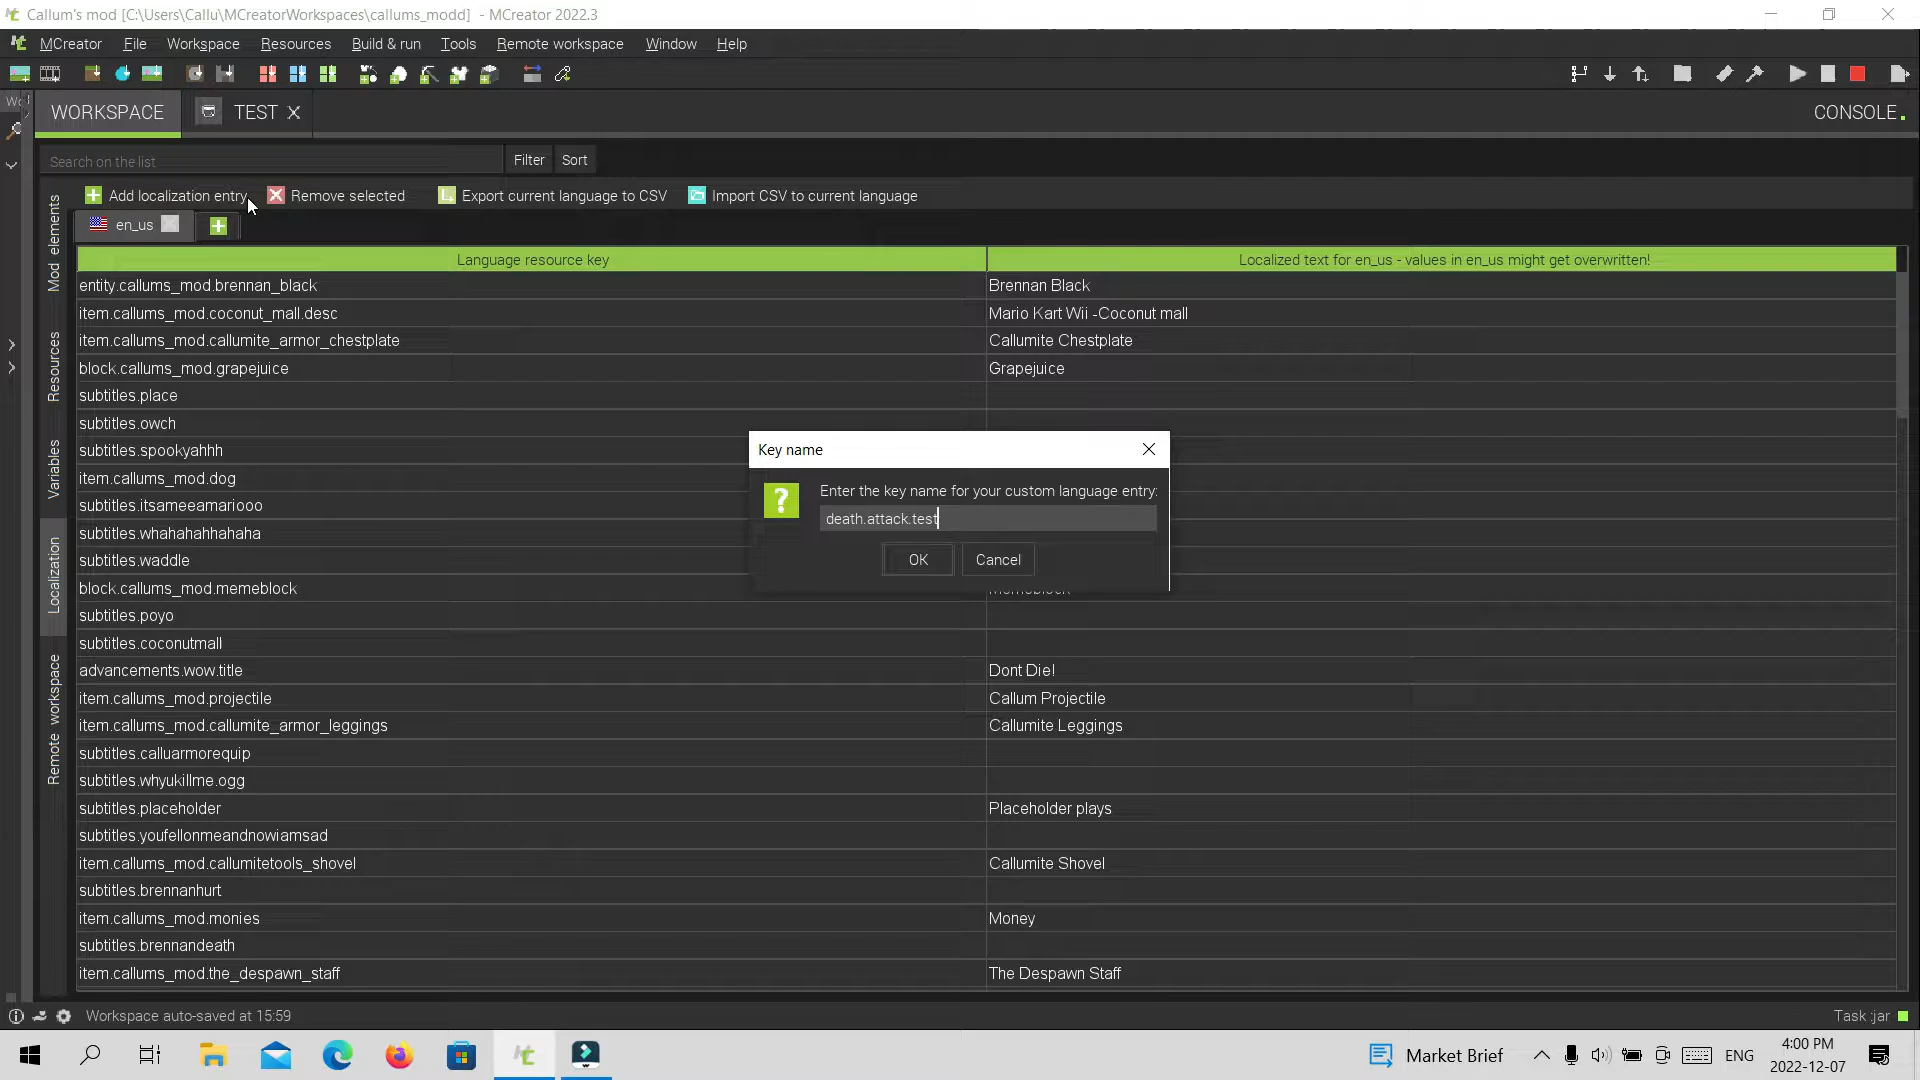 Callum's mod [C:\Users\Callu\MCreatorWorkspaces\callums_modd] - MCreator 2022.3
MCreator File Workspace Resources Build & run Tools Remote workspace Window Help
WORKSPACE TEST CONSOLE
Search on the list Filter Sort
Add localization entry Remove selected Export current language to CSV Import CSV to current language
en_us
Mod elements
Resources
Variables
Localization
Remote workspace
Language resource key Localized text for en_us - values in en_us might get overwritten!
entity.callums_mod.brennan_black Brennan Black
item.callums_mod.coconut_mall.desc Mario Kart Wii -Coconut mall
item.callums_mod.callumite_armor_chestplate Callumite Chestplate
block.callums_mod.grapejuice Grapejuice
subtitles.place
subtitles.owch
subtitles.spookyahhh
item.callums_mod.dog
subtitles.itsameeamariooo
subtitles.whahahahhahaha
subtitles.waddle
block.callums_mod.memeblock
subtitles.poyo
subtitles.coconutmall
advancements.wow.title Dont Die!
item.callums_mod.projectile Callum Projectile
item.callums_mod.callumite_armor_leggings Callumite Leggings
subtitles.calluarmorequip
subtitles.whyukillme.ogg
subtitles.placeholder Placeholder plays
subtitles.youfellonmeandnowiamsad
item.callums_mod.callumitetools_shovel Callumite Shovel
subtitles.brennanhurt
item.callums_mod.monies Money
subtitles.brennandeath
item.callums_mod.the_despawn_staff The Despawn Staff
Key name
Enter the key name for your custom language entry:
death.attack.test
OK Cancel
Workspace auto-saved at 15:59 Task :jar
Market Brief ENG 4:00 PM
2022-12-07